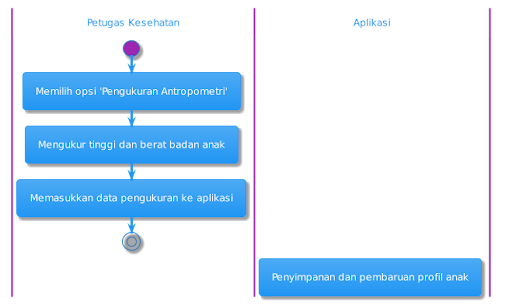 Petugas Kesehatan
Aplikasi
Memilih opsi 'Pengukuran Antropometri'
Mengukur tinggi dan berat badan anak
Memasukkan data pengukuran ke aplikasi
Penyimpanan dan pembaruan profil anak